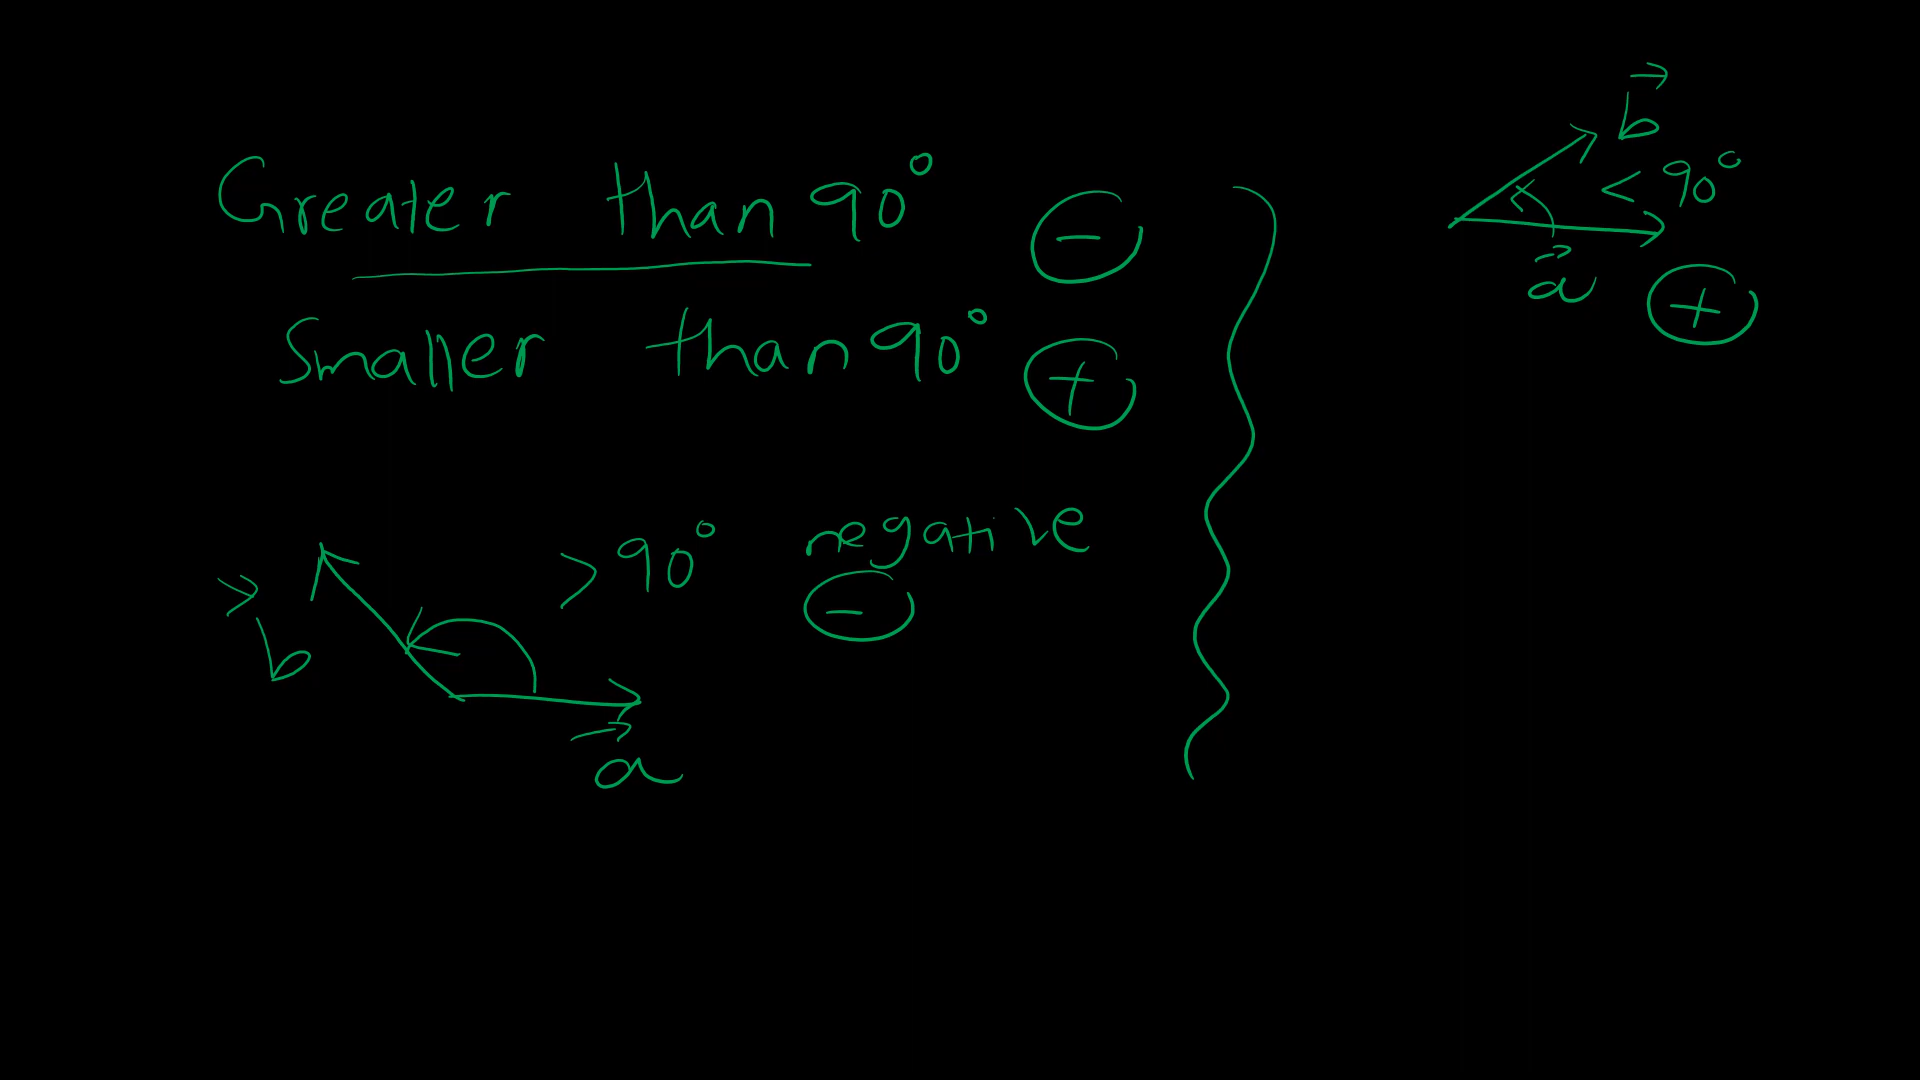 Greater than 90° ⊖
Smaller than 90° ⊕
> 90° negative
⊖
b⃗
a⃗
b⃗
< 90°
a⃗
⊕